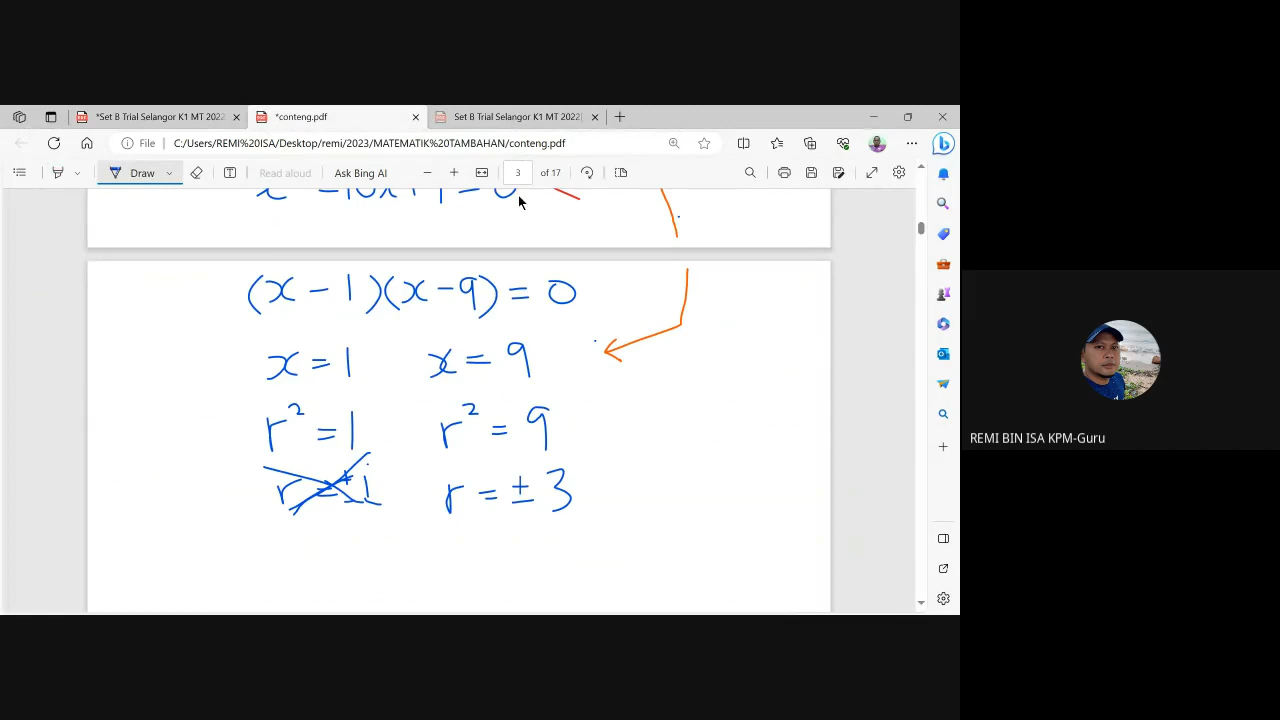 *Set B Trial Selangor K1 MT 2022
*conteng.pdf
Set B Trial Selangor K1 MT 2022
File
C:/Users/REMI%20ISA/Desktop/remi/2023/MATEMATIK%20TAMBAHAN/conteng.pdf
Draw
Read aloud
Ask Bing AI
3
of 17
(x - 1)(x - 9) = 0
x = 1    x = 9
r² = 1    r² = 9
r = ± 3
REMI BIN ISA KPM-Guru